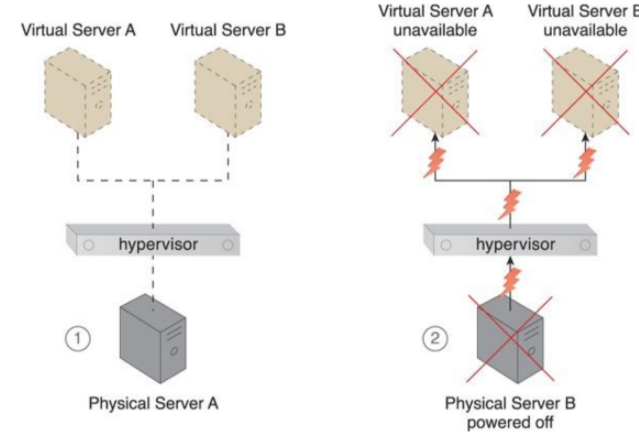 Virtual Server A
Virtual Server B
hypervisor
1
Physical Server A
Virtual Server A
unavailable
Virtual Server B
unavailable
hypervisor
2
Physical Server B
powered off